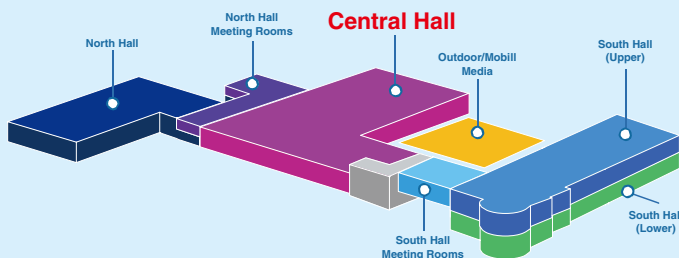 North Hall
North Hall
Meeting Rooms
Central Hall
Outdoor/Mobill
Media
South Hall
(Upper)
South Hall
(Lower)
South Hall
Meeting Rooms